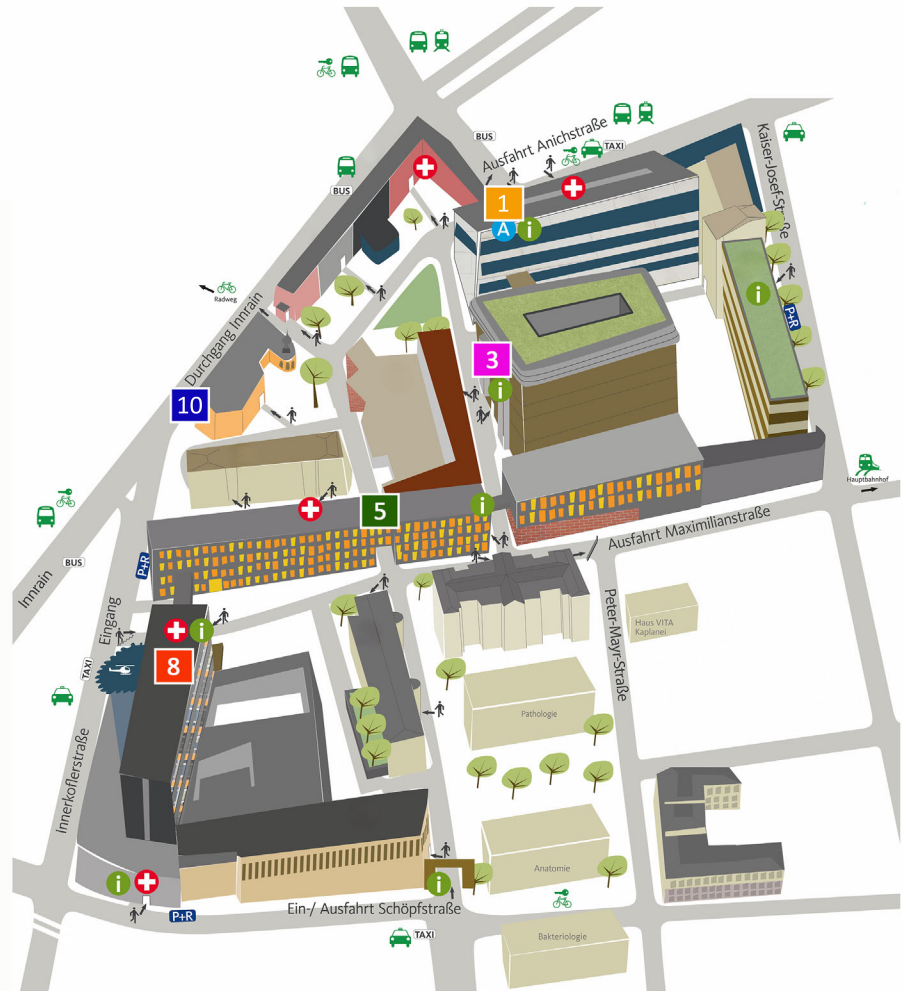 BUS
Ausfahrt Anichstraße
TAXI
Kaiser-Josef-Straße
BUS
1
A
i
i
Radweg
Durchgang Innrain
P+R
3
i
10
Hauptbahnhof
5
i
Ausfahrt Maximilianstraße
BUS
P+R
Innrain
Eingang
i
Peter-Mayr-Straße
Haus VITA
Kaplanei
8
TAXI
Pathologie
Innerkoflerstraße
Anatomie
i
i
Ein-/ Ausfahrt Schöpfstraße
P+R
TAXI
Bakteriologie